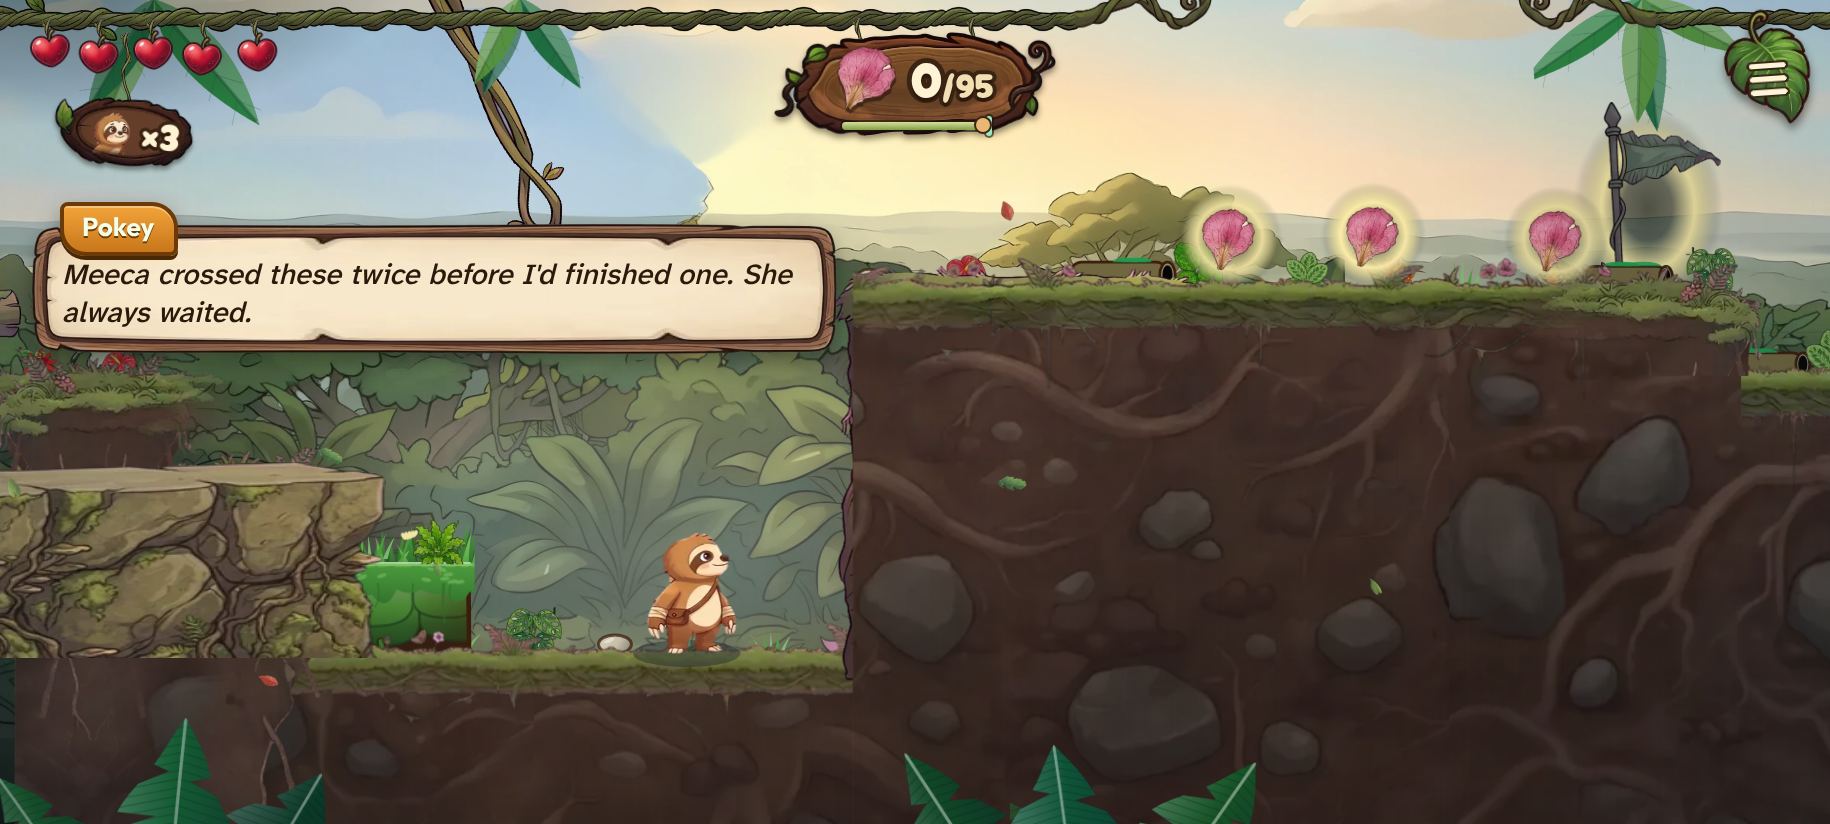 0/95
×3
Pokey
Meeca crossed these twice before I'd finished one. She
always waited.